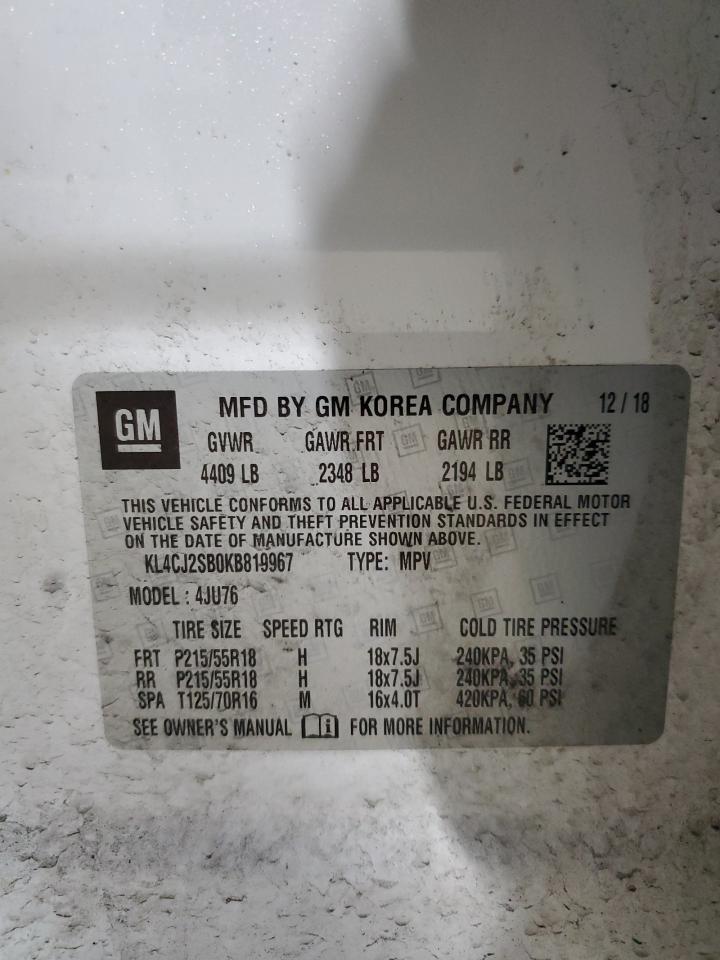 GM
MFD BY GM KOREA COMPANY 12 / 18
GVWR GAWR FRT GAWR RR
4409 LB 2348 LB 2194 LB
THIS VEHICLE CONFORMS TO ALL APPLICABLE U.S. FEDERAL MOTOR
VEHICLE SAFETY AND THEFT PREVENTION STANDARDS IN EFFECT
ON THE DATE OF MANUFACTURE SHOWN ABOVE.
KL4CJ2SB0KB819967 TYPE: MPV
MODEL : 4JU76
TIRE SIZE SPEED RTG RIM COLD TIRE PRESSURE
FRT P215/55R18 H 18x7.5J 240KPA, 35 PSI
RR P215/55R18 H 18x7.5J 240KPA, 35 PSI
SPA T125/70R16 M 16x4.0T 420KPA, 60 PSI
SEE OWNER'S MANUAL i FOR MORE INFORMATION.